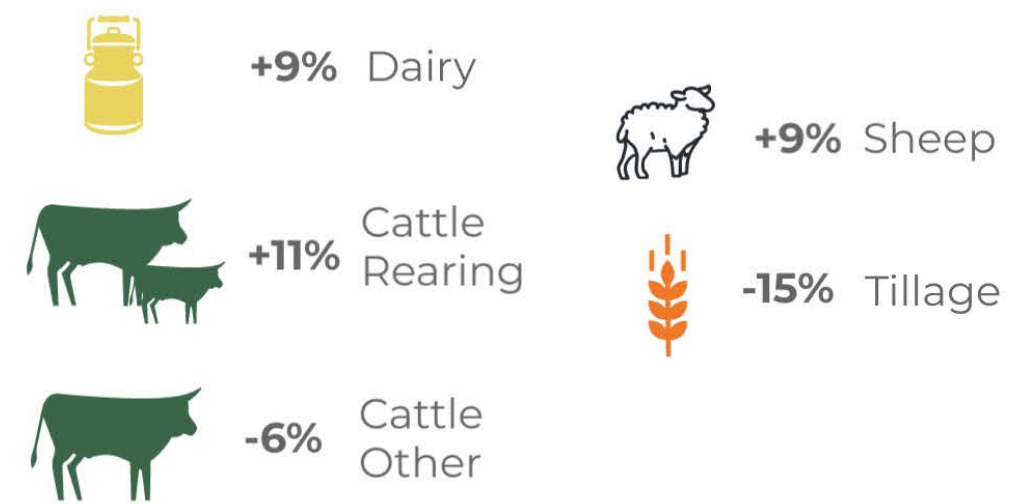 +9% Dairy
+11% Cattle
Rearing
-6% Cattle
Other
+9% Sheep
-15% Tillage